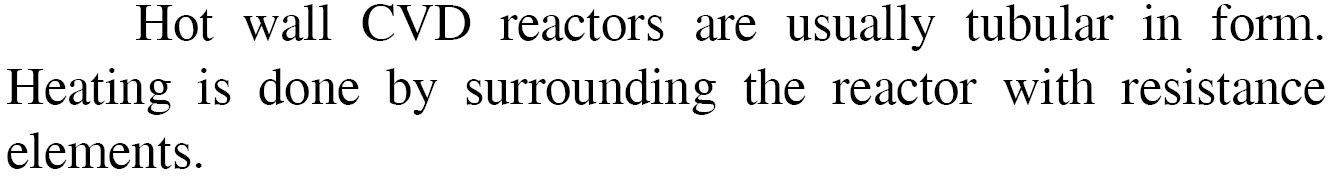 Hot wall CVD reactors are usually tubular in form.
Heating is done by surrounding the reactor with resistance
elements.